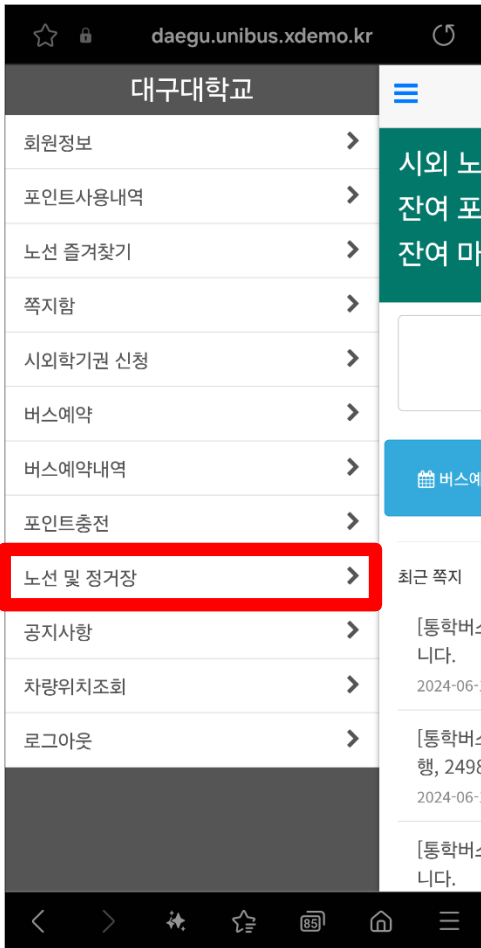 daegu.unibus.xdemo.kr
대구대학교
회원정보
포인트사용내역
노선 즐겨찾기
쪽지함
시외학기권 신청
버스예약
버스예약내역
포인트충전
노선 및 정거장
공지사항
차량위치조회
로그아웃
시외 노
잔여 포
잔여 마
버스예
최근 쪽지
[통학버스
니다.
2024-06-
[통학버스
행, 2498
2024-06-
[통학버스
니다.
85